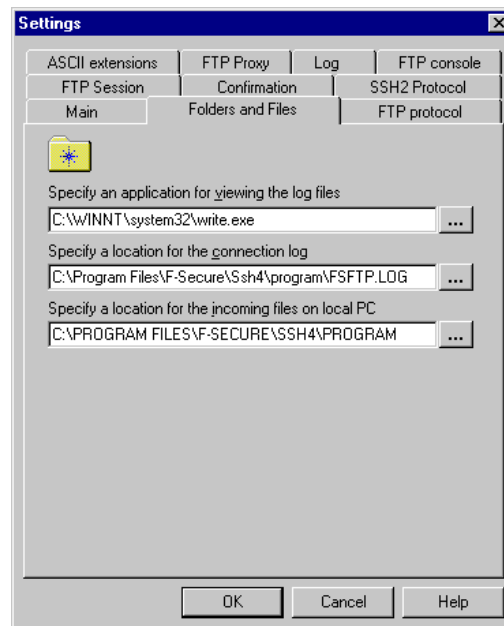 Settings
ASCII extensions FTP Proxy Log FTP console
FTP Session Confirmation SSH2 Protocol
Main Folders and Files FTP protocol
Specify an application for viewing the log files
C:\WINNT\system32\write.exe ...
Specify a location for the connection log
C:\Program Files\F-Secure\Ssh4\program\FSFTP.LOG ...
Specify a location for the incoming files on local PC
C:\PROGRAM FILES\F-SECURE\SSH4\PROGRAM ...
OK Cancel Help